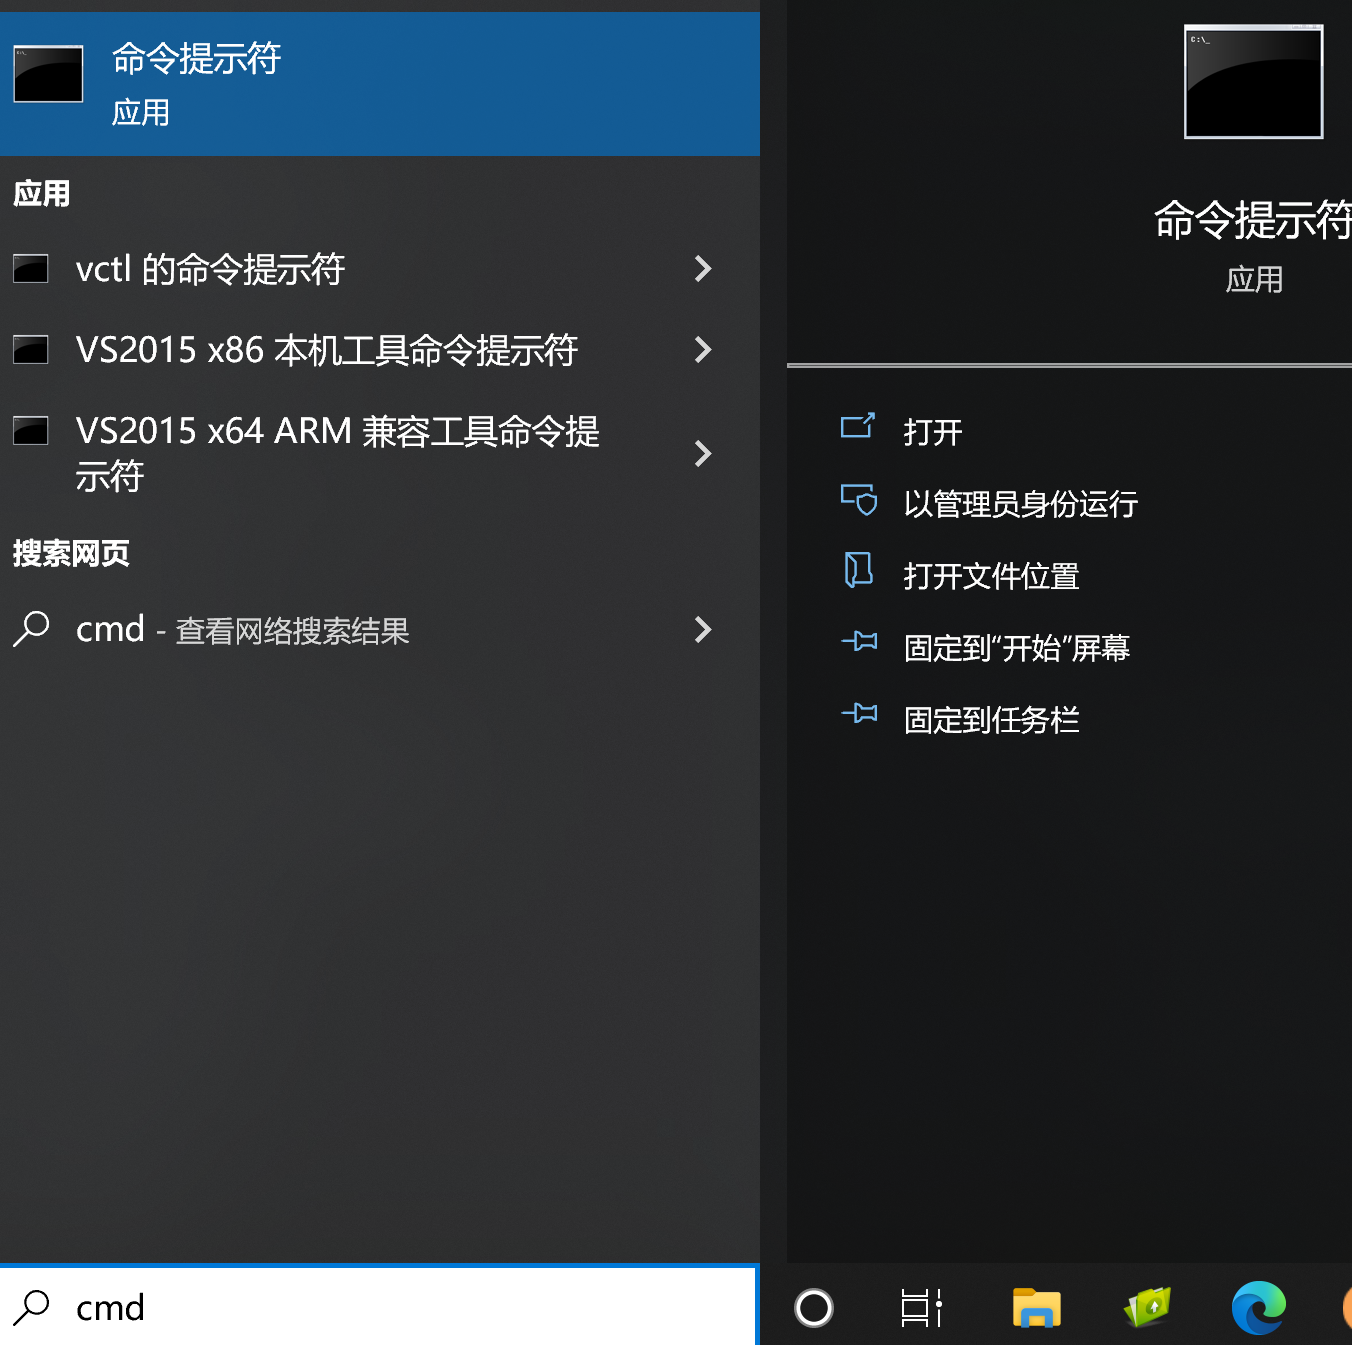 命令提示符
应用
应用
vctl 的命令提示符
VS2015 x86 本机工具命令提示符
VS2015 x64 ARM 兼容工具命令提
示符
搜索网页
cmd - 查看网络搜索结果
cmd
C:\_
命令提示符
应用
打开
以管理员身份运行
打开文件位置
固定到“开始”屏幕
固定到任务栏